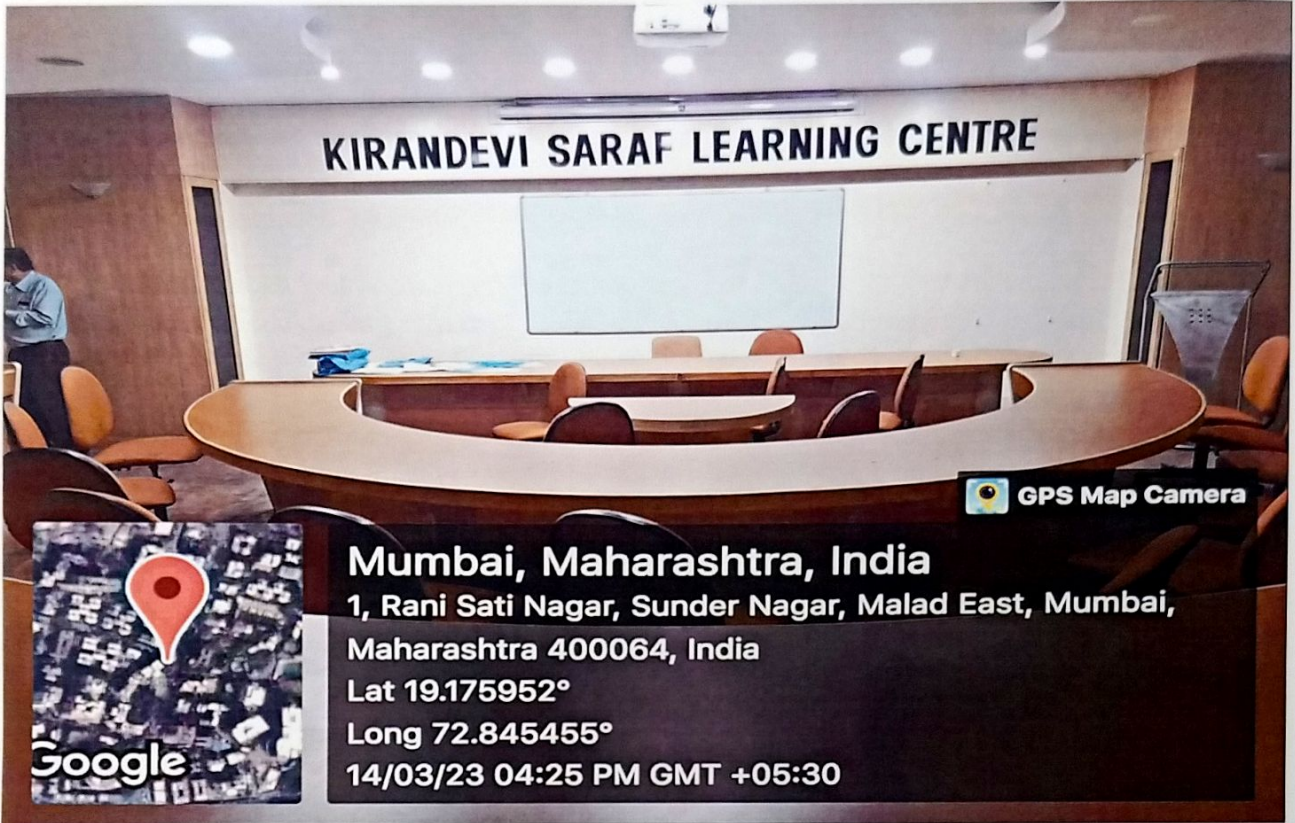 KIRANDEVI SARAF LEARNING CENTRE
GPS Map Camera
Mumbai, Maharashtra, India
1, Rani Sati Nagar, Sunder Nagar, Malad East, Mumbai,
Maharashtra 400064, India
Lat 19.175952°
Long 72.845455°
14/03/23 04:25 PM GMT +05:30
Google